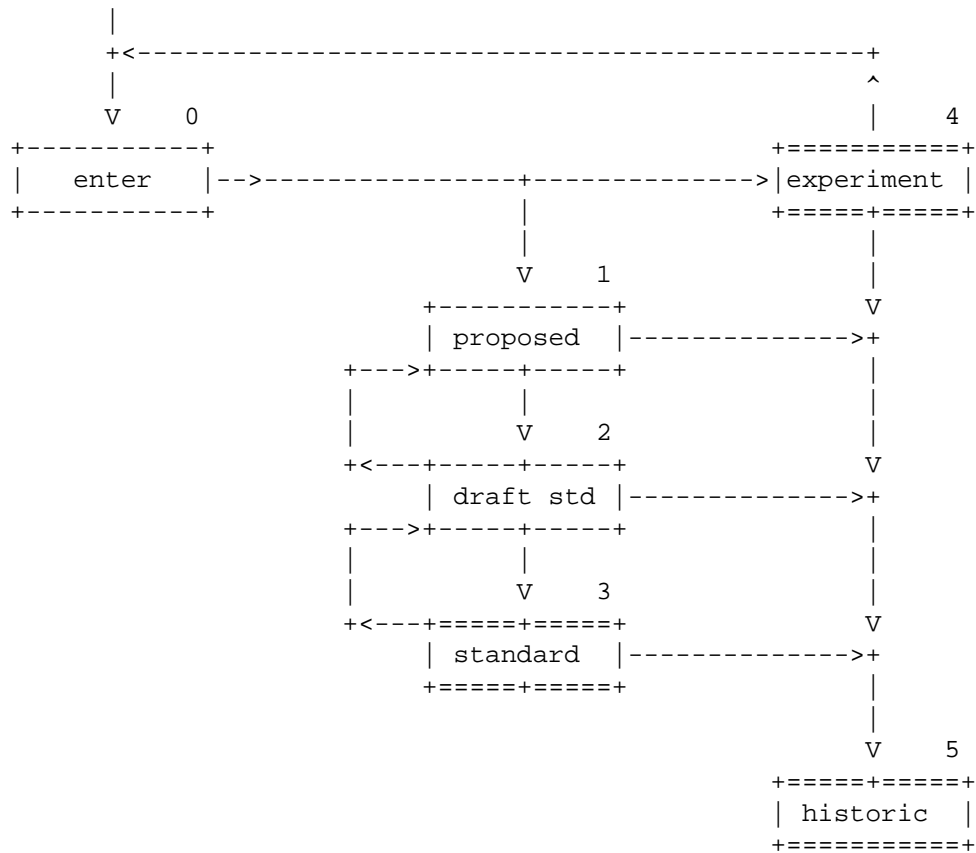 |
            +<----------------------------------------------+
            |                                               ^
            V    0                                          |    4
      +-----------+                                   +===========+
      |   enter   |-->----------------+-------------->|experiment |
      +-----------+                   |               +=====+=====+
                                      |                     |
                                      V    1                |
                                +-----------+               V
                                | proposed  |-------------->+
                           +--->+-----+-----+               |
                           |          |                     |
                           |          V    2                |
                           +<---+-----+-----+               V
                                | draft std |-------------->+
                           +--->+-----+-----+               |
                           |          |                     |
                           |          V    3                |
                           +<---+=====+=====+               V
                                | standard  |-------------->+
                                +=====+=====+               |
                                                            |
                                                            V    5
                                                      +=====+=====+
                                                      | historic  |
                                                      +===========+